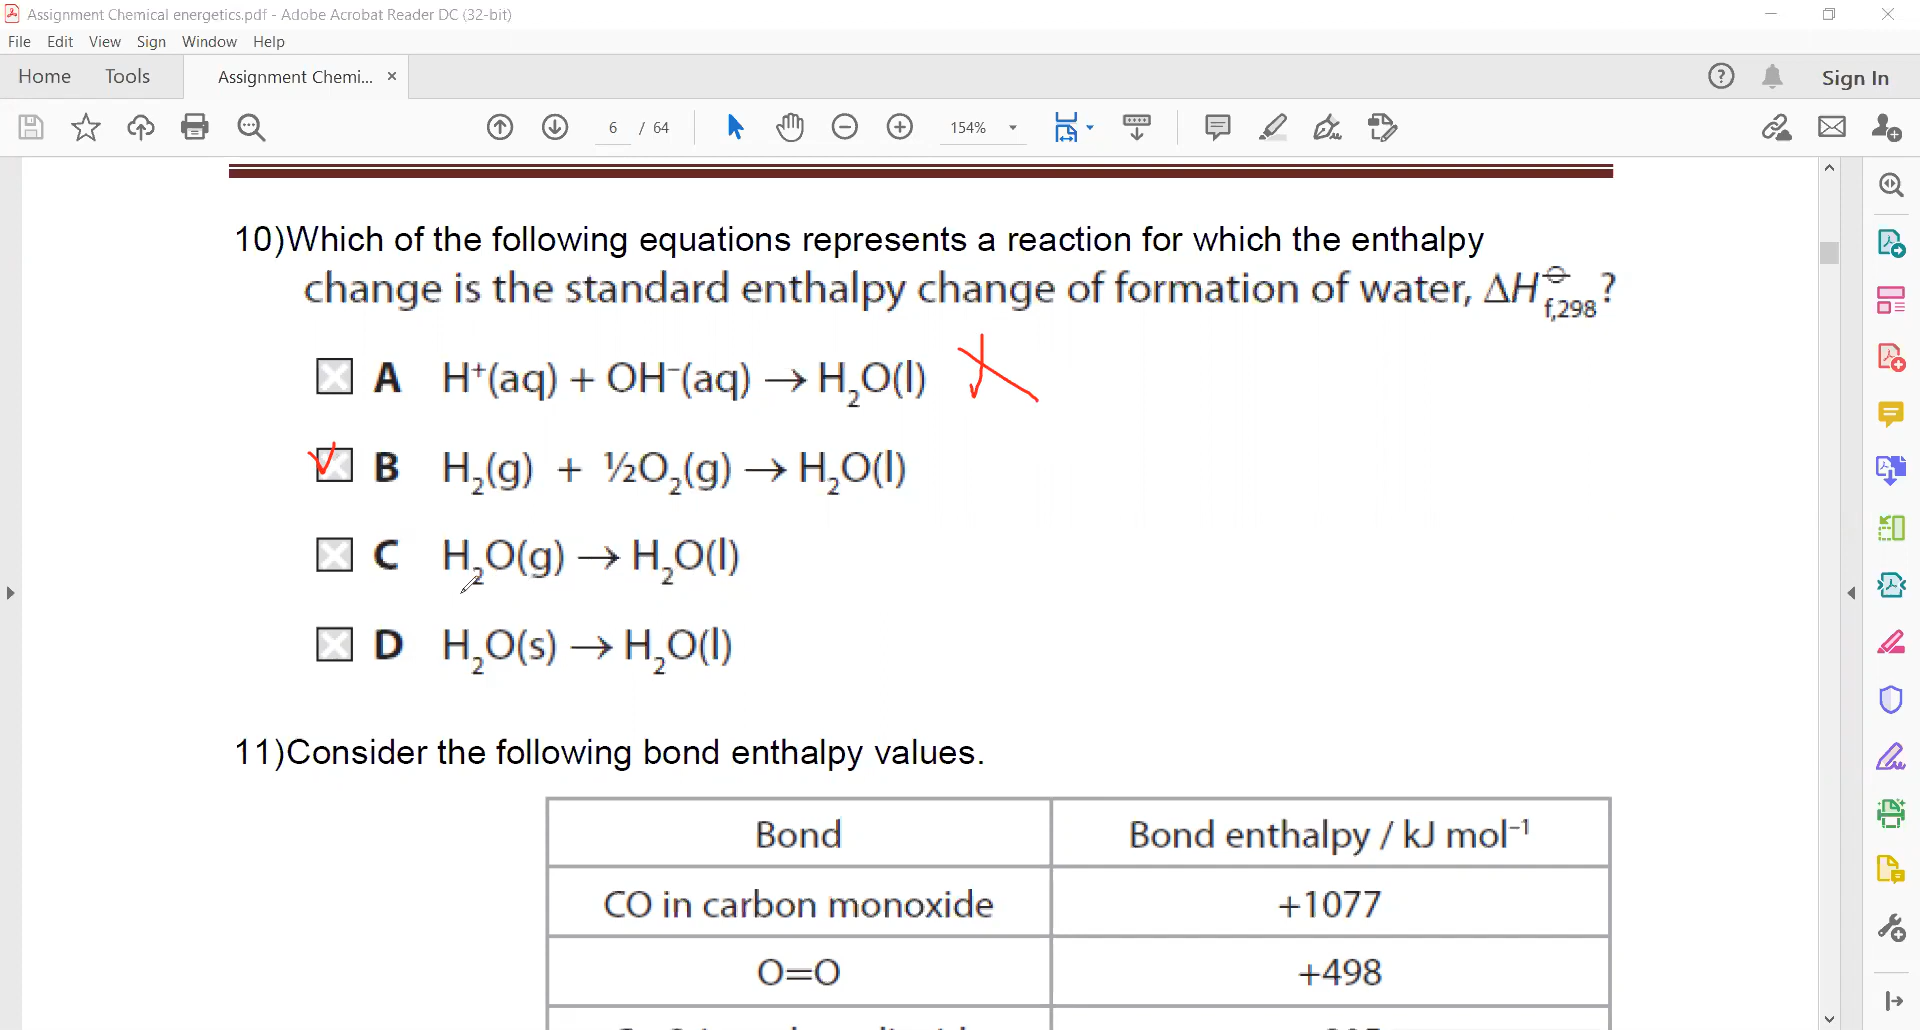 Assignment Chemical energetics.pdf - Adobe Acrobat Reader DC (32-bit)
File Edit View Sign Window Help
Home Tools Assignment Chemi... × Sign In
6 / 64 154%
10)Which of the following equations represents a reaction for which the enthalpy
change is the standard enthalpy change of formation of water, ΔH⦵f,298?
A H⁺(aq) + OH⁻(aq) → H₂O(l)
B H₂(g) + ½O₂(g) → H₂O(l)
C H₂O(g) → H₂O(l)
D H₂O(s) → H₂O(l)
11)Consider the following bond enthalpy values.
Bond Bond enthalpy / kJ mol⁻¹
CO in carbon monoxide +1077
O=O +498